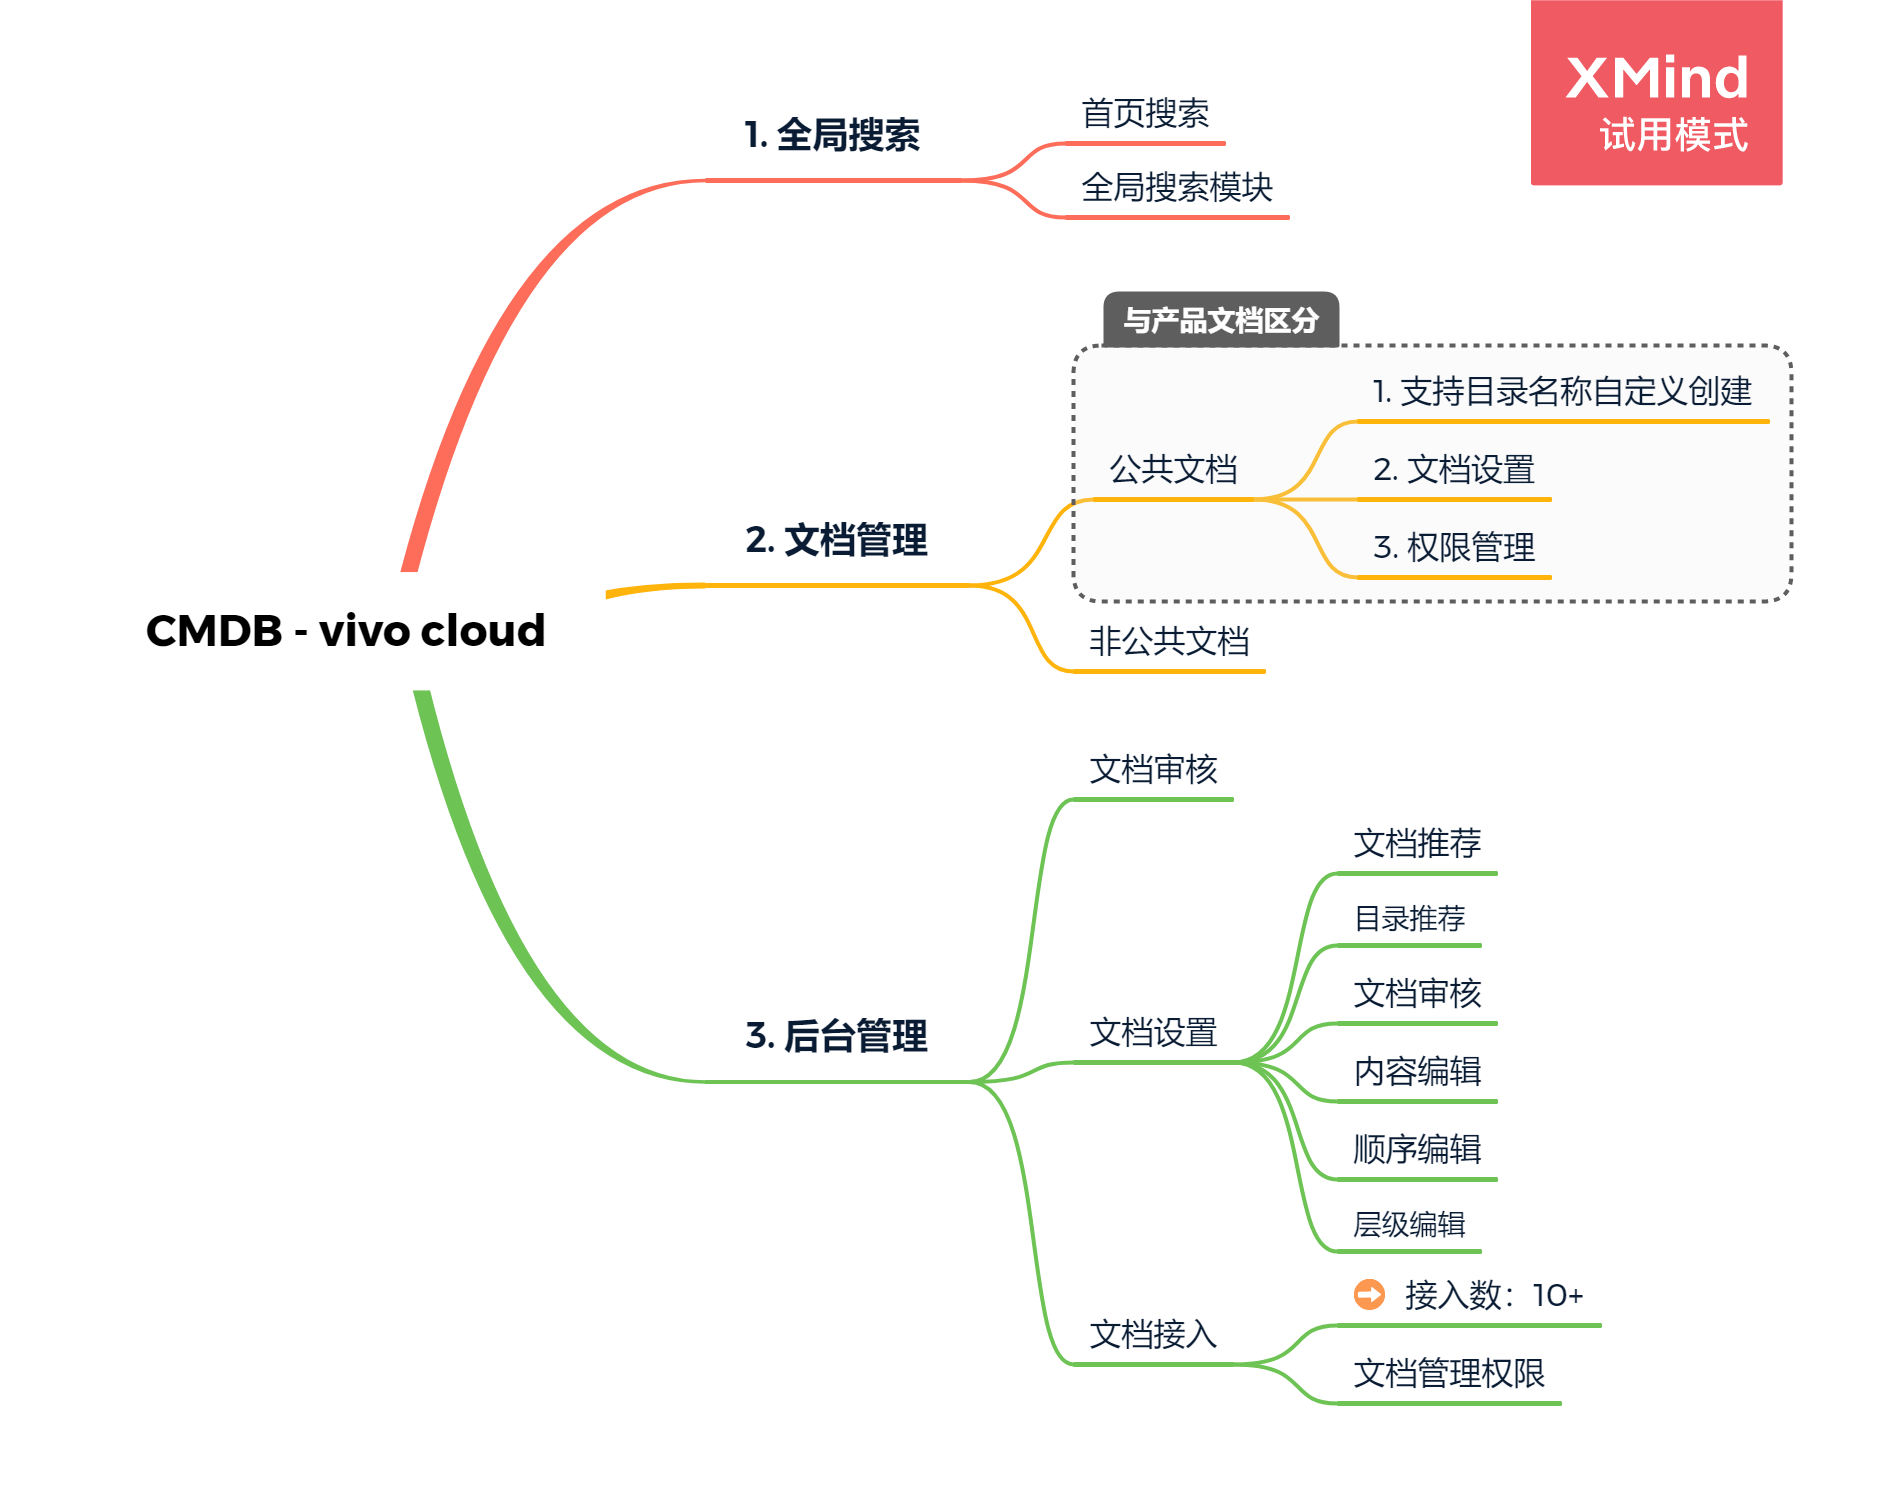 XMind
试用模式
CMDB - vivo cloud
1. 全局搜索
首页搜索
全局搜索模块
2. 文档管理
与产品文档区分
公共文档
1. 支持目录名称自定义创建
2. 文档设置
3. 权限管理
非公共文档
3. 后台管理
文档审核
文档设置
文档推荐
目录推荐
文档审核
内容编辑
顺序编辑
层级编辑
文档接入
接入数：10+
文档管理权限